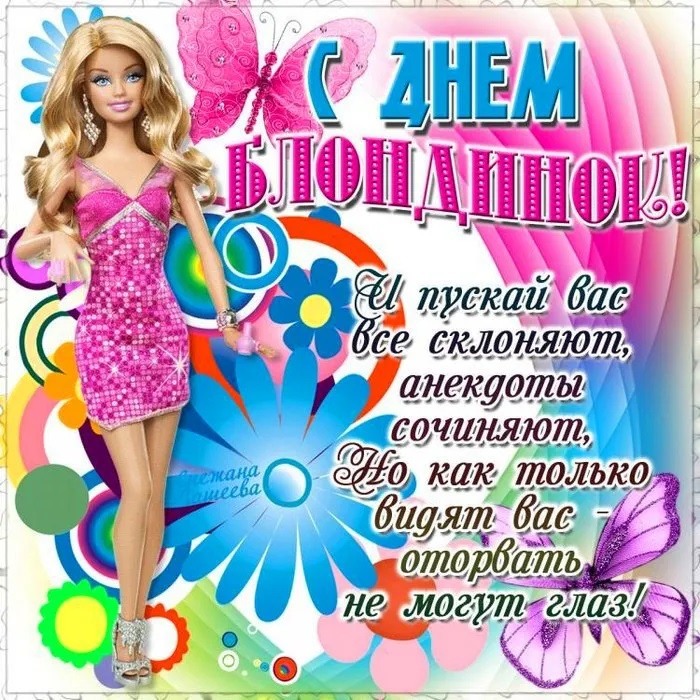 С ДНЕМ
БЛОНДИНОК!
И пускай вас
все склоняют,
анекдоты
сочиняют,
Но как только
видят вас -
оторвать
не могут глаз!